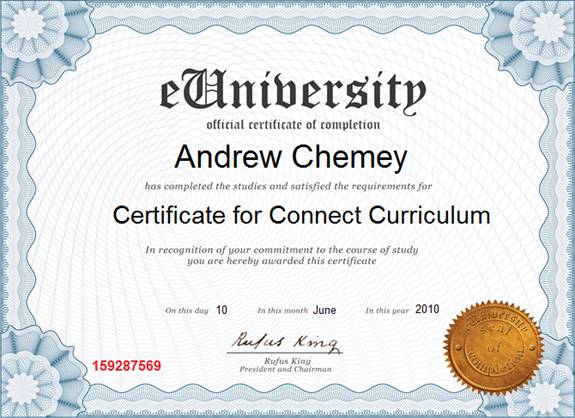 eUniversity
official certificate of completion
Andrew Chemey
has completed the studies and satisfied the requirements for
Certificate for Connect Curriculum
In recognition of your commitment to the course of study
you are hereby awarded this certificate
On this day 10 In this month June In this year 2010
Rufus King
Rufus King
President and Chairman
159287569
eUniversity
seal
of
completion